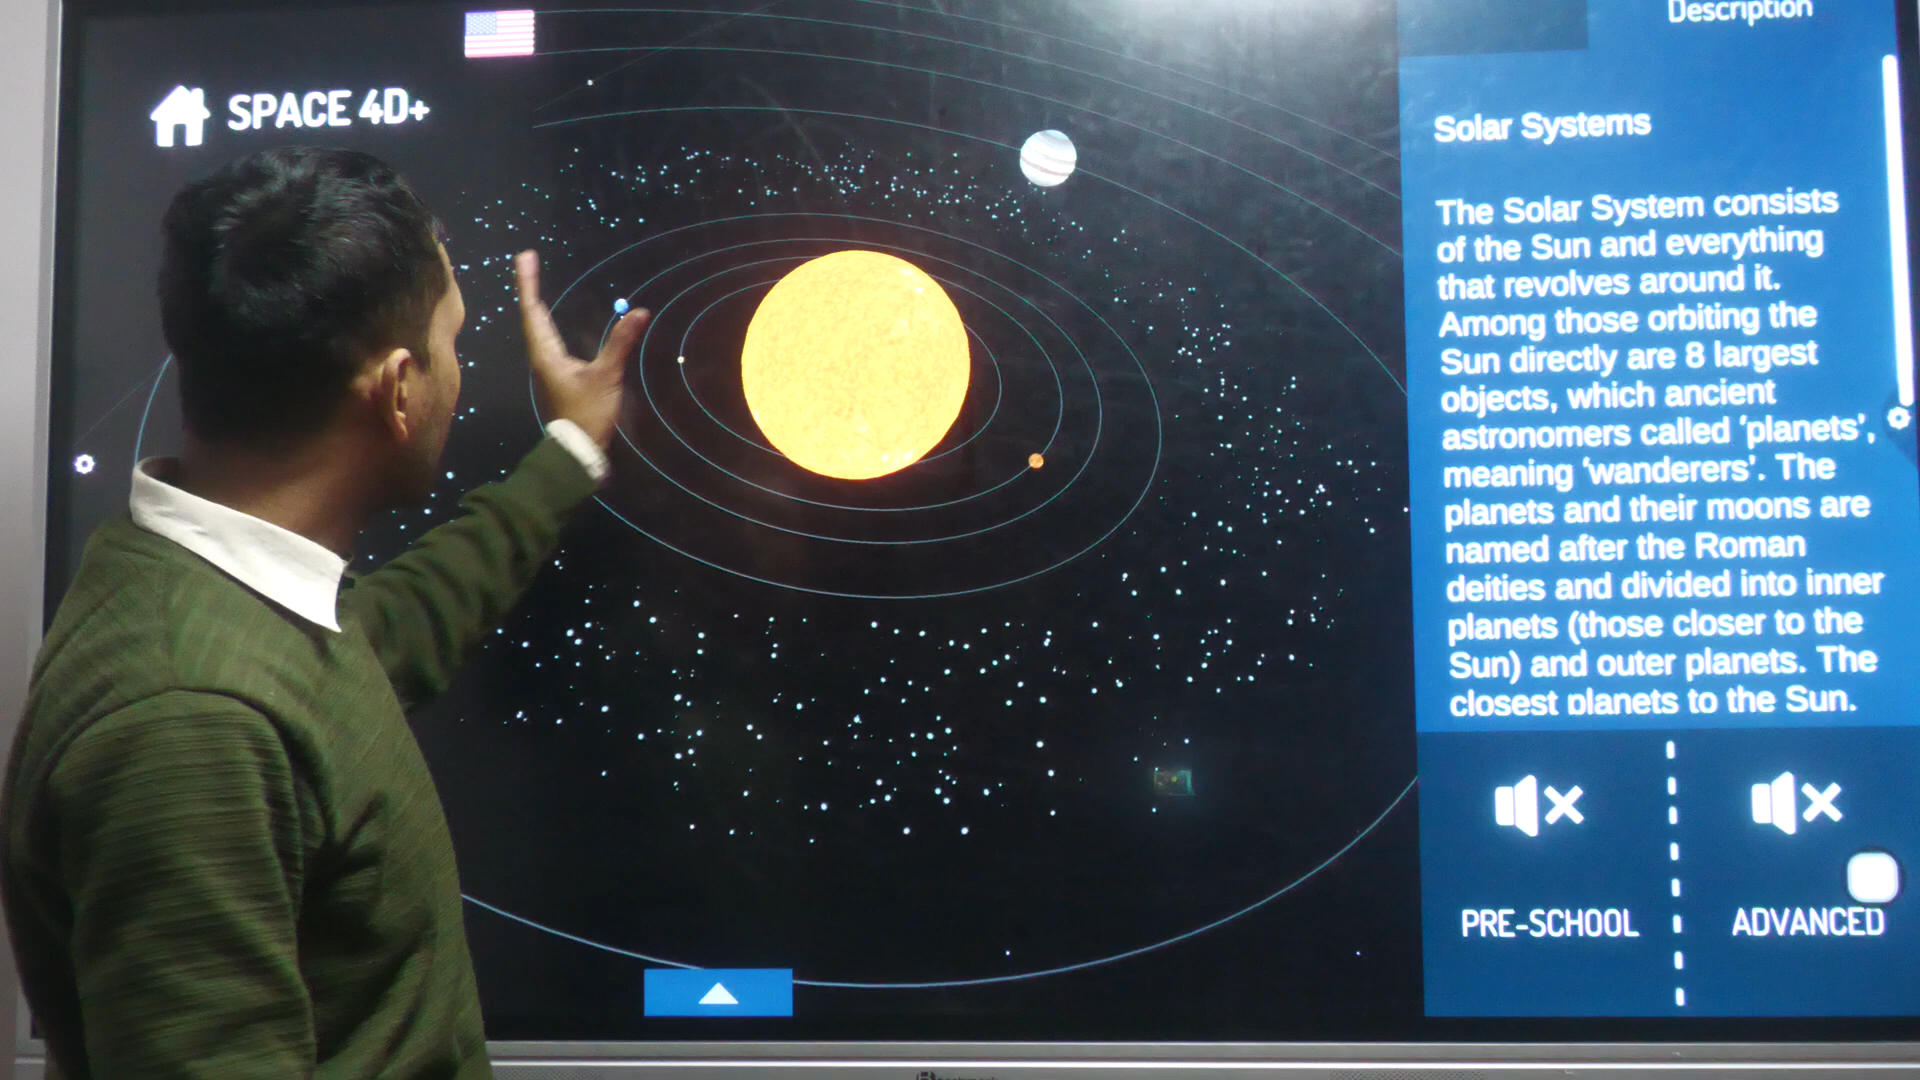 SPACE 4D+
Description
Solar Systems
The Solar System consists
of the Sun and everything
that revolves around it.
Among those orbiting the
Sun directly are 8 largest
objects, which ancient
astronomers called ‘planets’,
meaning ‘wanderers’. The
planets and their moons are
named after the Roman
deities and divided into inner
planets (those closer to the
Sun) and outer planets. The
closest planets to the Sun.
PRE-SCHOOL
ADVANCED